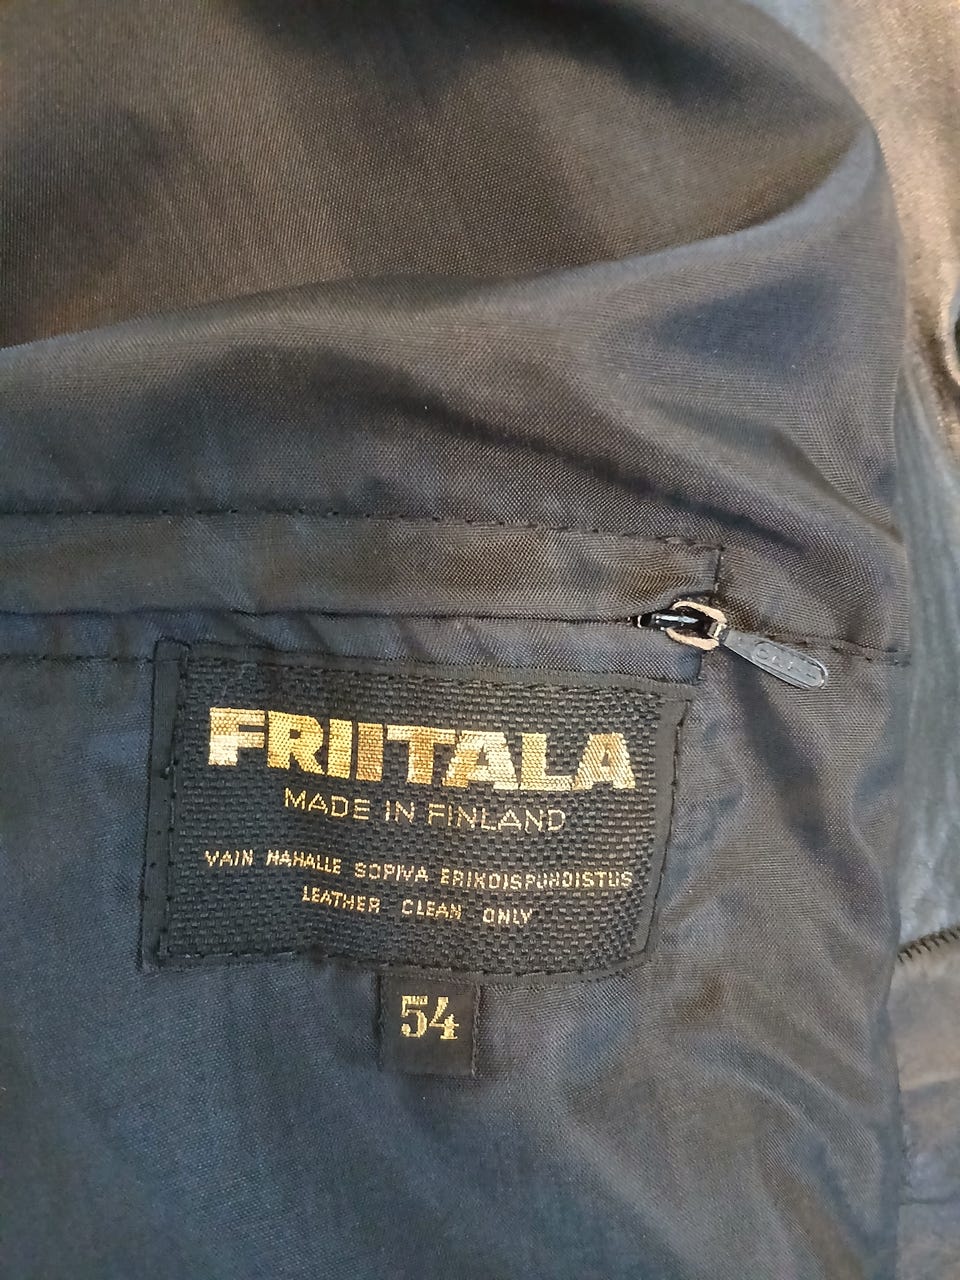 FRIITALA
MADE IN FINLAND
VAIN NAHALLE SOPIVA ERIKOISPUHDISTUS
LEATHER CLEAN ONLY
54